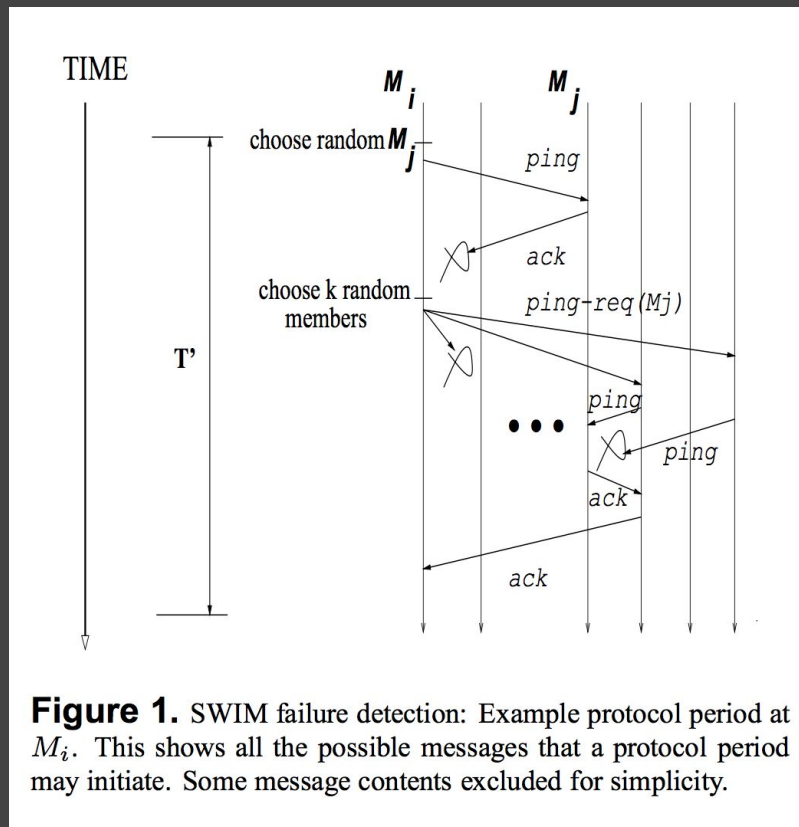 TIME
M i
M j
choose random M j
ping
ack
choose k random
members
ping-req(Mj)
T’
ping
ping
ack
ack
Figure 1. SWIM failure detection: Example protocol period at
Mi. This shows all the possible messages that a protocol period
may initiate. Some message contents excluded for simplicity.